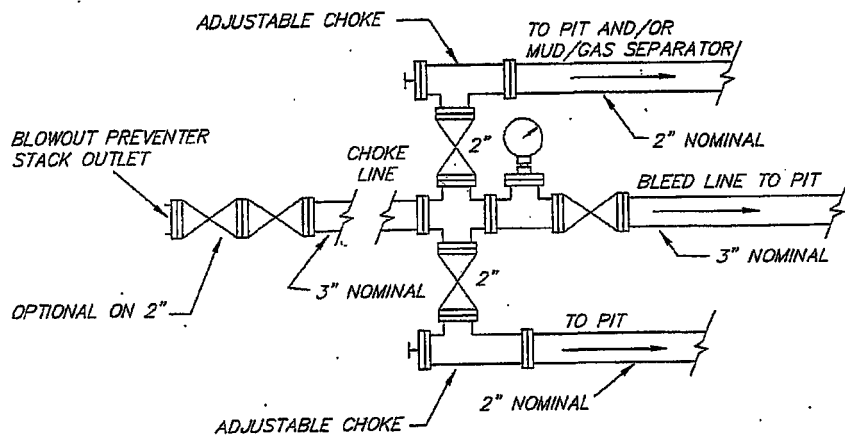 ADJUSTABLE CHOKE
TO PIT AND/OR
MUD/GAS SEPARATOR
2" NOMINAL
BLOWOUT PREVENTER
STACK OUTLET
CHOKE
LINE
2"
BLEED LINE TO PIT
3" NOMINAL
OPTIONAL ON 2"
3" NOMINAL
2"
TO PIT
2" NOMINAL
ADJUSTABLE CHOKE